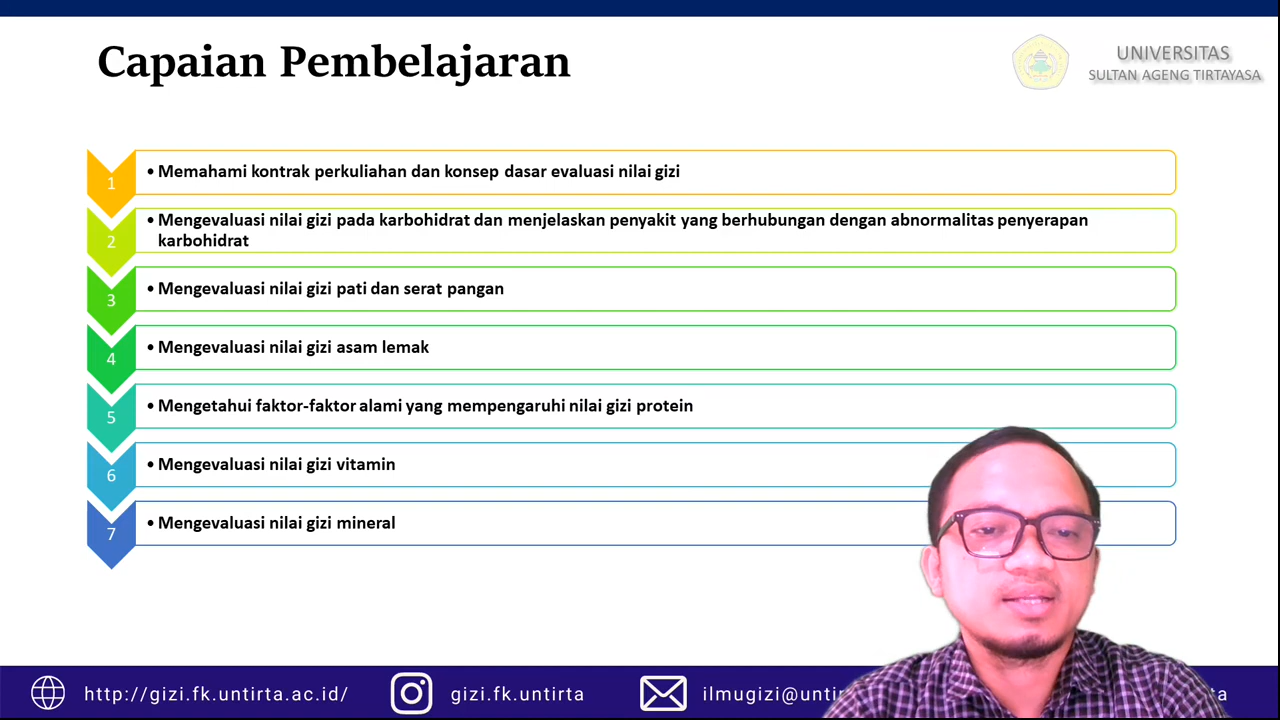 Capaian Pembelajaran
UNIVERSITAS
SULTAN AGENG TIRTAYASA
1
• Memahami kontrak perkuliahan dan konsep dasar evaluasi nilai gizi
2
• Mengevaluasi nilai gizi pada karbohidrat dan menjelaskan penyakit yang berhubungan dengan abnormalitas penyerapan
karbohidrat
3
• Mengevaluasi nilai gizi pati dan serat pangan
4
• Mengevaluasi nilai gizi asam lemak
5
• Mengetahui faktor-faktor alami yang mempengaruhi nilai gizi protein
6
• Mengevaluasi nilai gizi vitamin
7
• Mengevaluasi nilai gizi mineral
http://gizi.fk.untirta.ac.id/
gizi.fk.untirta